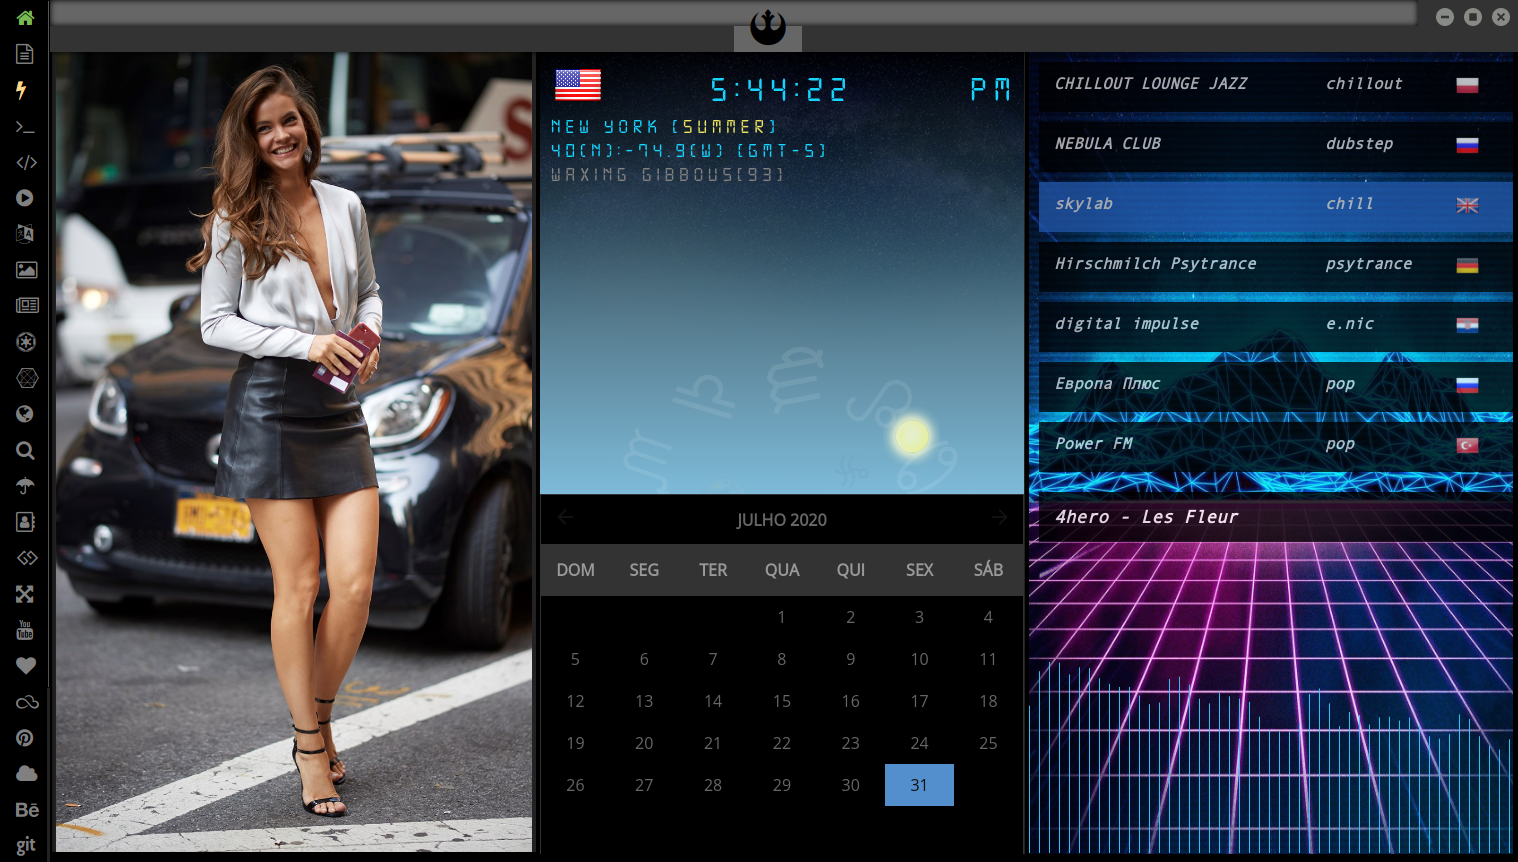 5:44:22 PM
NEW YORK [SUMMER]
40(N):-74.9(W) [GMT-5]
WAXING GIBBOUS[93]
JULHO 2020
DOM SEG TER QUA QUI SEX SÁB
1 2 3 4
5 6 7 8 9 10 11
12 13 14 15 16 17 18
19 20 21 22 23 24 25
26 27 28 29 30 31
CHILLOUT LOUNGE JAZZ chillout
NEBULA CLUB dubstep
skylab chill
Hirschmilch Psytrance psytrance
digital impulse e.nic
Европа Плюс pop
Power FM pop
4hero - Les Fleur
You
Tube
Bē
git